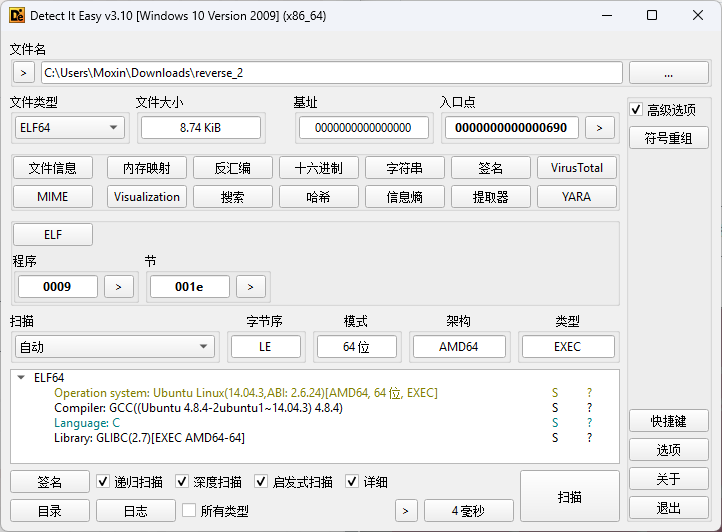 Detect It Easy v3.10 [Windows 10 Version 2009] (x86_64)
文件名
> C:\Users\Moxin\Downloads\reverse_2 ...
文件类型 文件大小 基址 入口点
ELF64 8.74 KiB 0000000000000000 0000000000000690 >
高级选项
符号重组
文件信息 内存映射 反汇编 十六进制 字符串 签名 VirusTotal
MIME Visualization 搜索 哈希 信息熵 提取器 YARA
ELF
程序 节
0009 > 001e >
扫描 字节序 模式 架构 类型
自动 LE 64 位 AMD64 EXEC
ELF64
Operation system: Ubuntu Linux(14.04.3,ABI: 2.6.24)[AMD64, 64 位, EXEC] S ?
Compiler: GCC((Ubuntu 4.8.4-2ubuntu1~14.04.3) 4.8.4) S ?
Language: C S ?
Library: GLIBC(2.7)[EXEC AMD64-64] S ?
签名 递归扫描 深度扫描 启发式扫描 详细
目录 日志 所有类型 > 4 毫秒 扫描
快捷键
选项
关于
退出